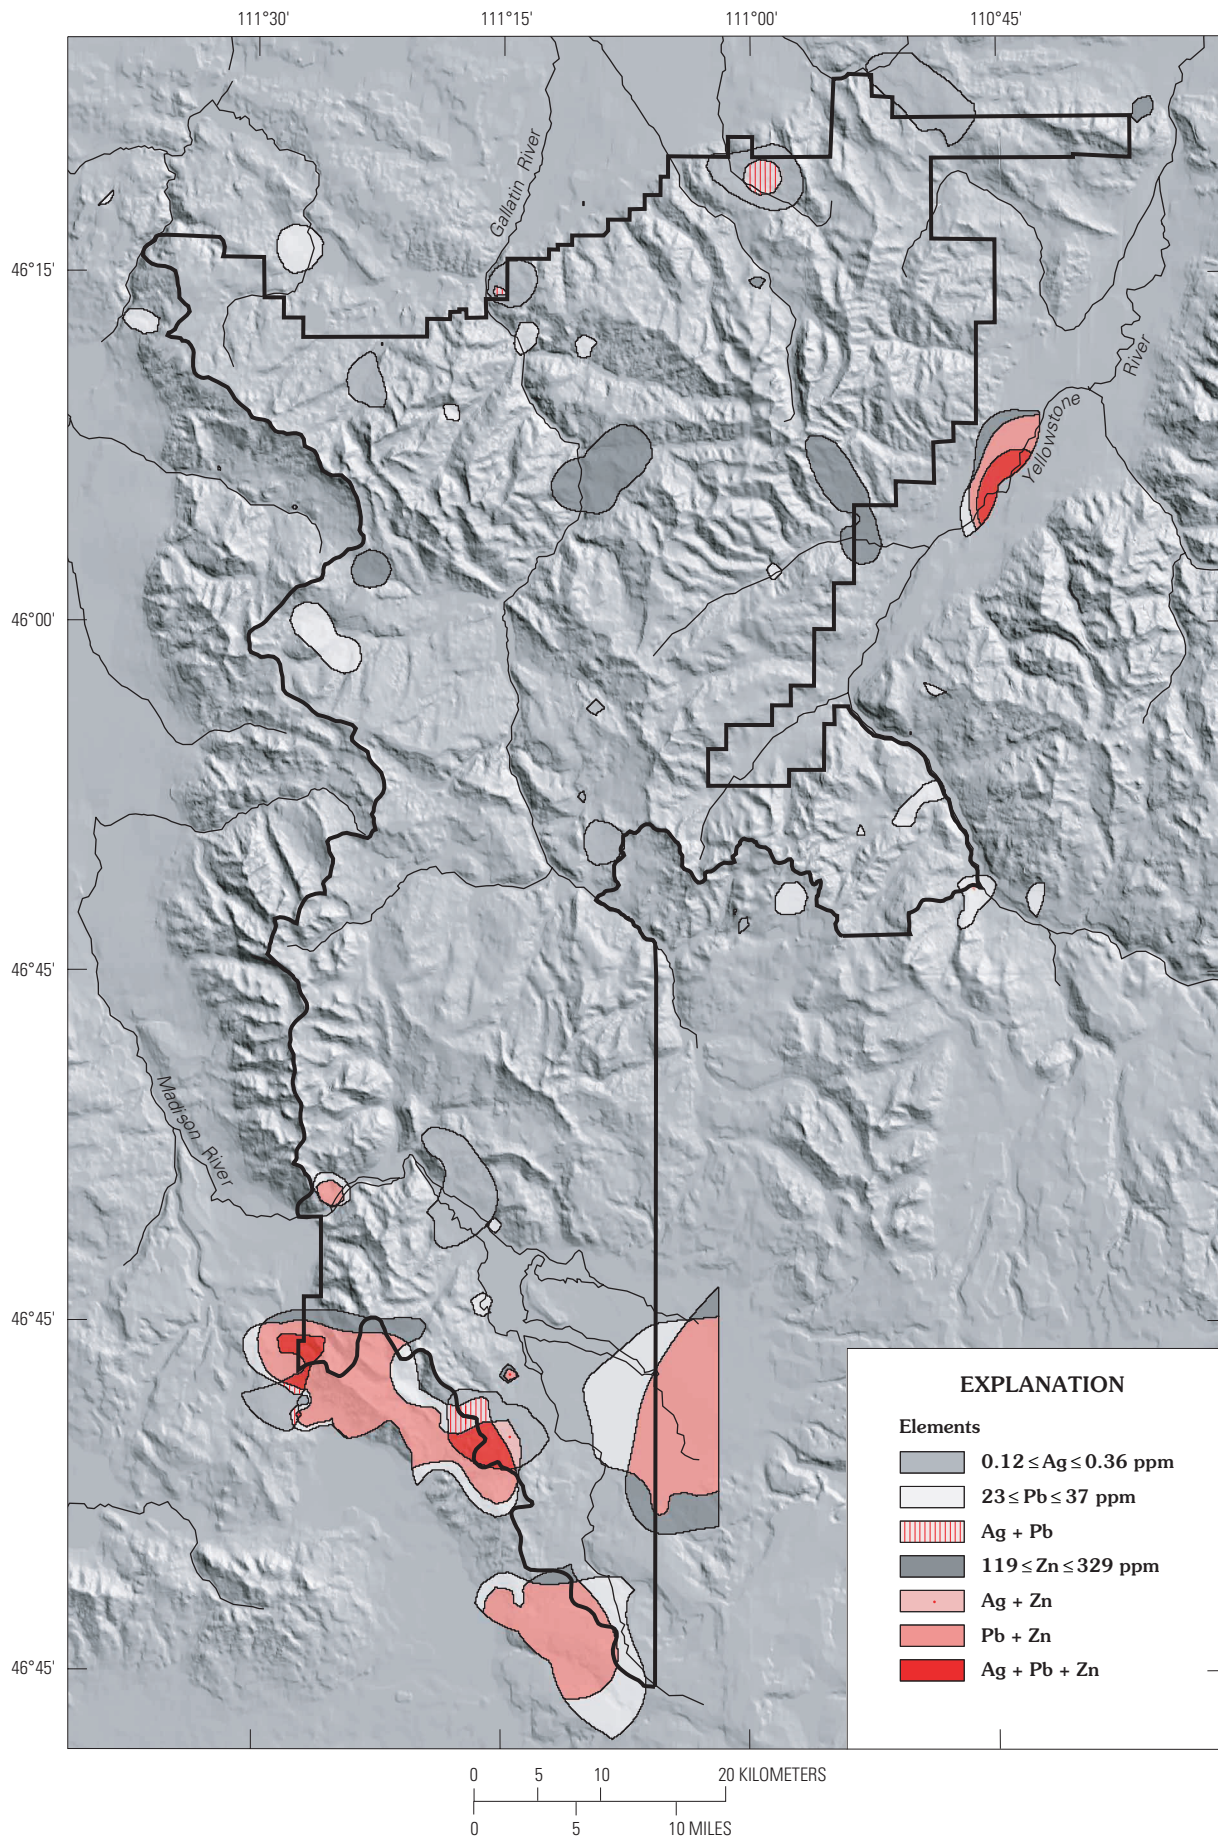 111°30' 111°15' 111°00' 110°45'
Gallatin River
46°15'
River
Yellowstone
46°00'
46°45'
Madison River
46°45'
EXPLANATION
Elements
0.12 ≤ Ag ≤ 0.36 ppm
23 ≤ Pb ≤ 37 ppm
Ag + Pb
119 ≤ Zn ≤ 329 ppm
Ag + Zn
Pb + Zn
Ag + Pb + Zn
46°45'
0 5 10 20 KILOMETERS
0 5 10 MILES